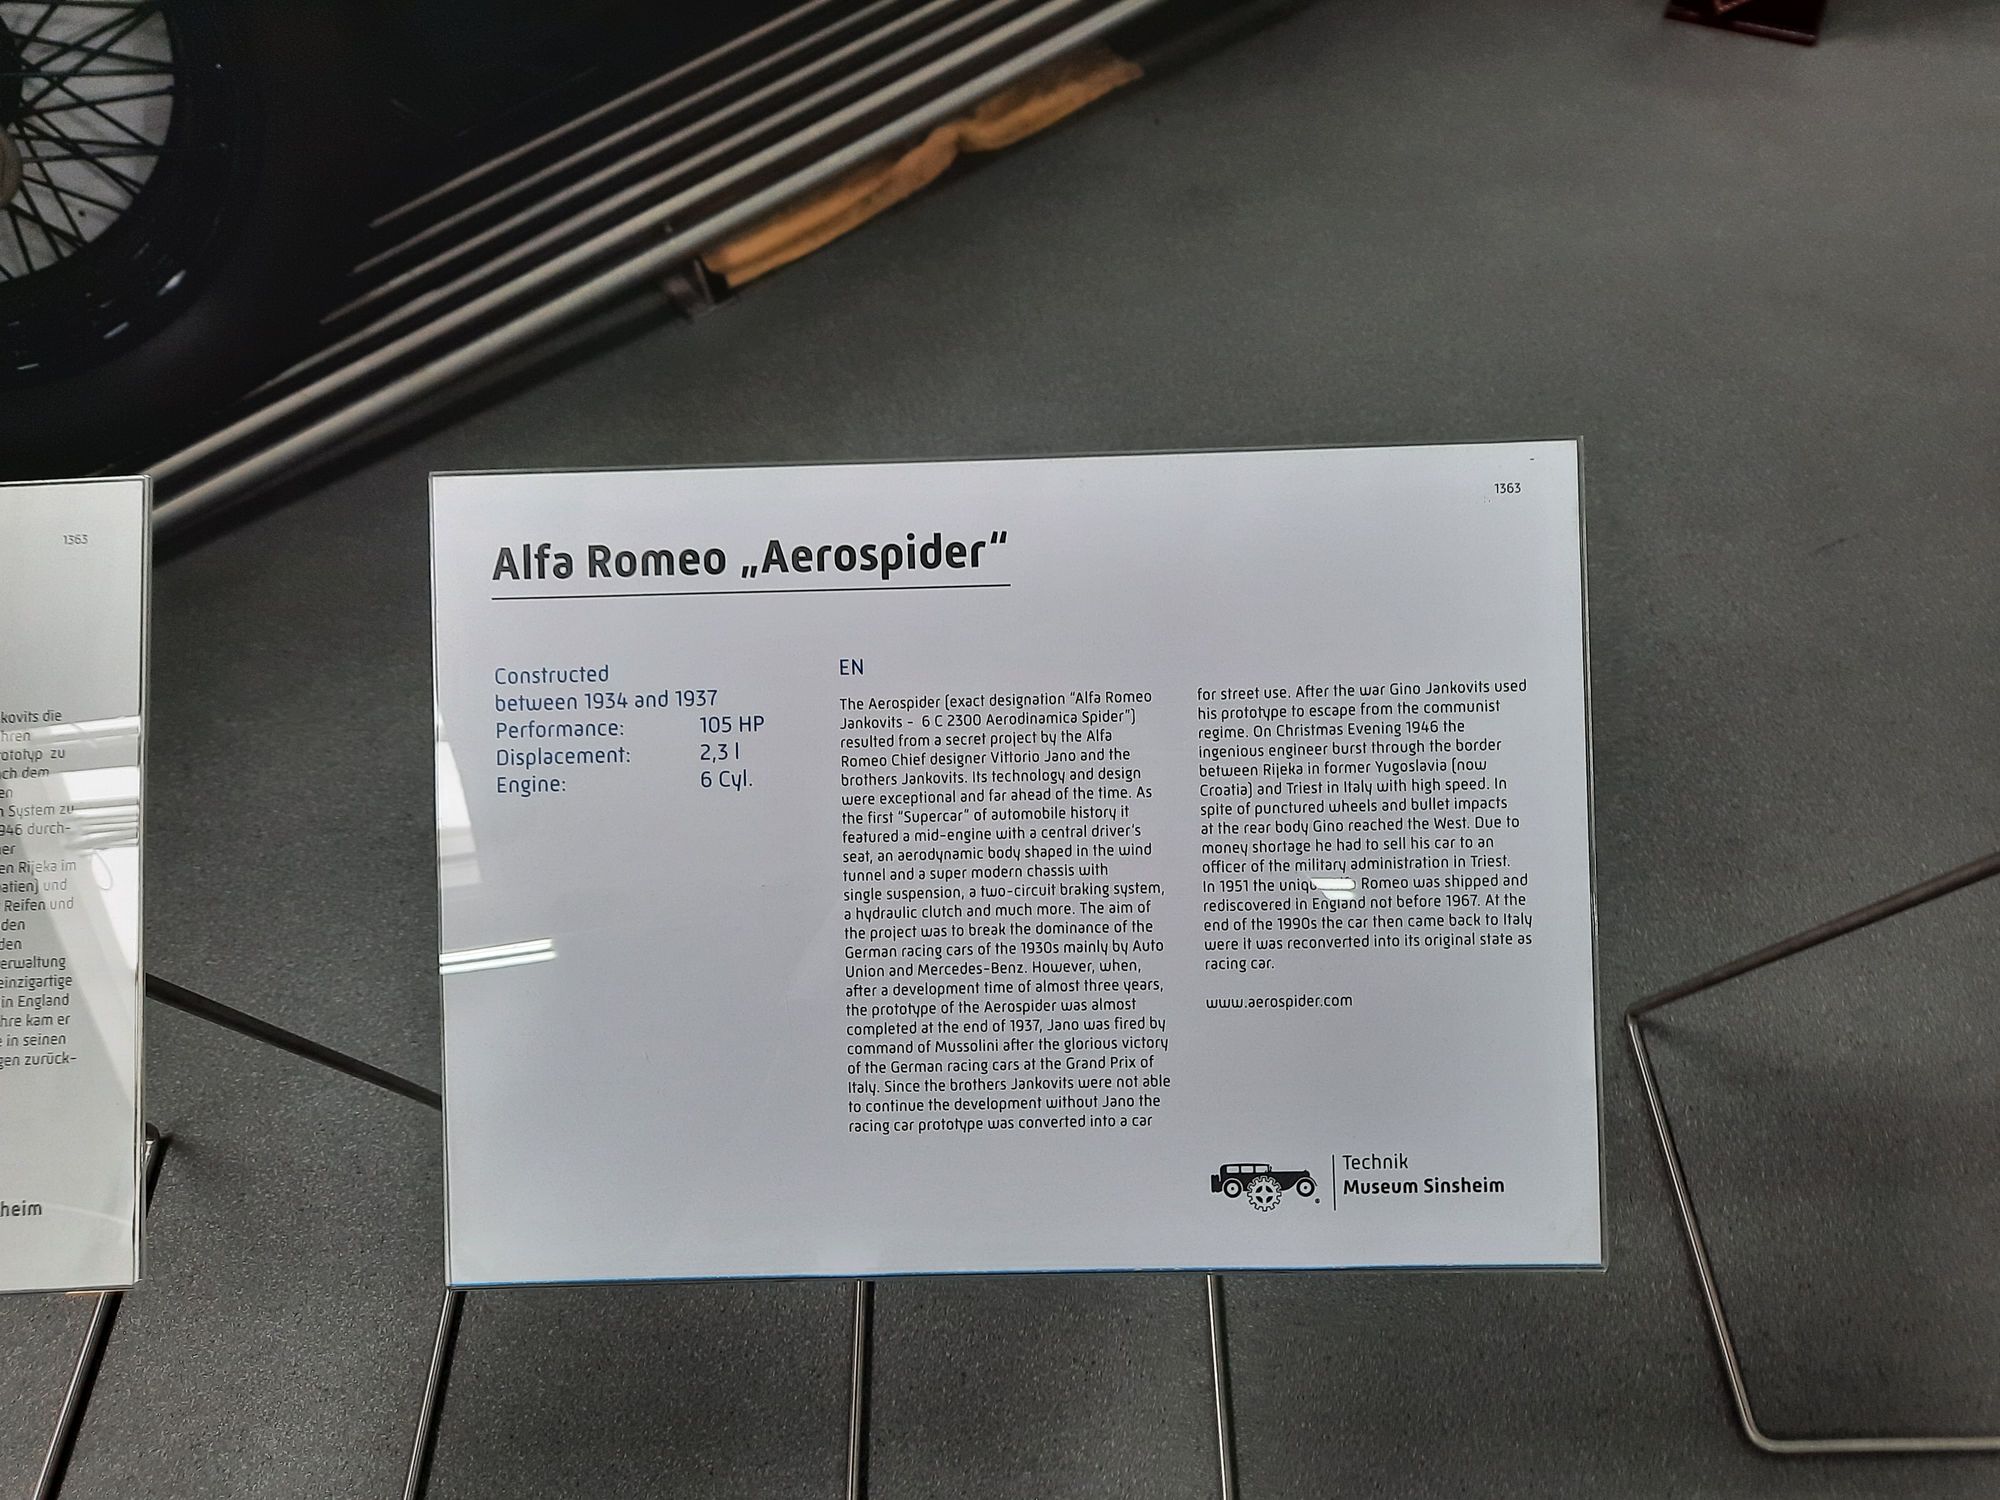 1363
kovits die
hren
ototyp zu
ach dem
en
n System zu
946 durch-
er
en Rijeka im
atien) und
Reifen und
den
den
erwaltung
einzigartige
in England
hre kam er
e in seinen
gen zurück-
heim
1363
Alfa Romeo „Aerospider“
Constructed
between 1934 and 1937
Performance: 105 HP
Displacement: 2,3 l
Engine: 6 Cyl.
EN
The Aerospider (exact designation “Alfa Romeo
Jankovits - 6 C 2300 Aerodinamica Spider”)
resulted from a secret project by the Alfa
Romeo Chief designer Vittorio Jano and the
brothers Jankovits. Its technology and design
were exceptional and far ahead of the time. As
the first “Supercar” of automobile history it
featured a mid-engine with a central driver’s
seat, an aerodynamic body shaped in the wind
tunnel and a super modern chassis with
single suspension, a two-circuit braking system,
a hydraulic clutch and much more. The aim of
the project was to break the dominance of the
German racing cars of the 1930s mainly by Auto
Union and Mercedes-Benz. However, when,
after a development time of almost three years,
the prototype of the Aerospider was almost
completed at the end of 1937, Jano was fired by
command of Mussolini after the glorious victory
of the German racing cars at the Grand Prix of
Italy. Since the brothers Jankovits were not able
to continue the development without Jano the
racing car prototype was converted into a car
for street use. After the war Gino Jankovits used
his prototype to escape from the communist
regime. On Christmas Evening 1946 the
ingenious engineer burst through the border
between Rijeka in former Yugoslavia (now
Croatia) and Triest in Italy with high speed. In
spite of punctured wheels and bullet impacts
at the rear body Gino reached the West. Due to
money shortage he had to sell his car to an
officer of the military administration in Triest.
In 1951 the Romeo was shipped and
rediscovered in England not before 1967. At the
end of the 1990s the car then came back to Italy
were it was reconverted into its original state as
racing car.
www.aerospider.com
Technik
Museum Sinsheim